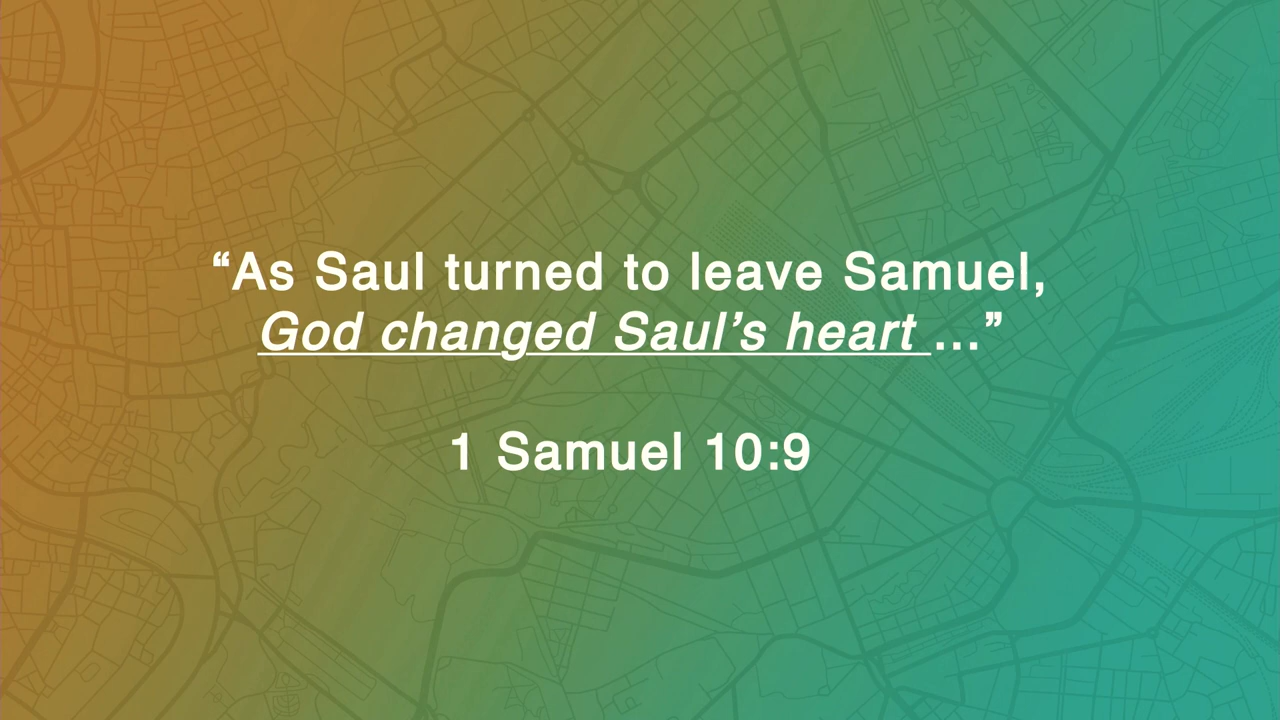 “As Saul turned to leave Samuel,
God changed Saul’s heart ...”
1 Samuel 10:9